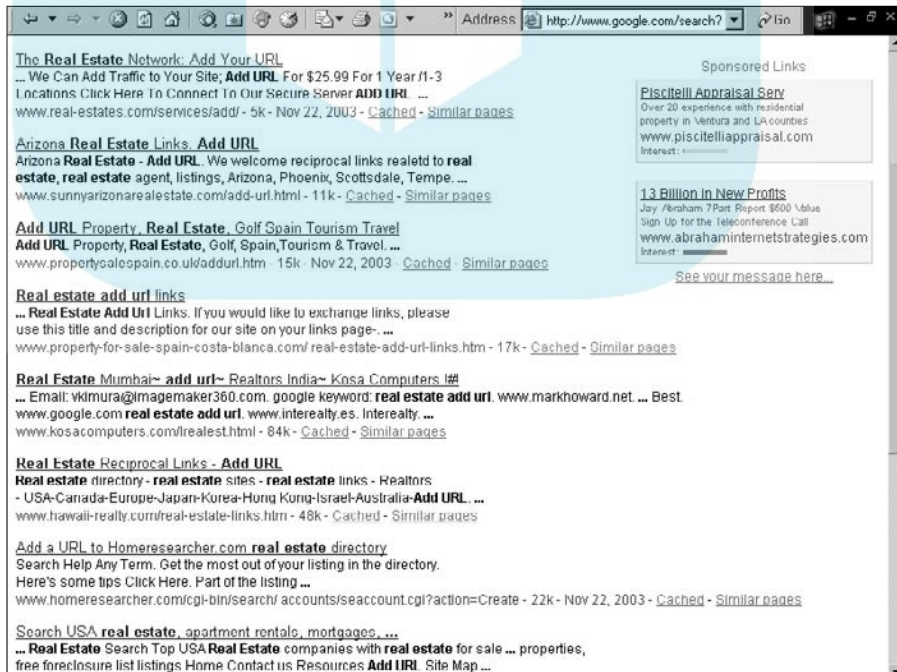 » Address http://www.google.com/search? Go
The Real Estate Network: Add Your URL
... We Can Add Traffic to Your Site; Add URL For $25.99 For 1 Year /1-3
Locations Click Here To Connect To Our Secure Server ADD URL ...
www.real-estates.com/services/add/ - 5k - Nov 22, 2003 - Cached - Similar pages
Arizona Real Estate Links, Add URL
Arizona Real Estate - Add URL. We welcome reciprocal links realetd to real
estate, real estate agent, listings, Arizona, Phoenix, Scottsdale, Tempe. ...
www.sunnyarizonarealestate.com/add-url.html - 11k - Cached - Similar pages
Add URL Property, Real Estate, Golf Spain Tourism Travel
Add URL Property, Real Estate, Golf, Spain,Tourism & Travel. ...
www.propertysalespain.co.uk/addurl.htm - 15k - Nov 22, 2003 - Cached - Similar pages
Real estate add url links
... Real Estate Add Url Links. If you would like to exchange links, please
use this title and description for our site on your links page-. ...
www.property-for-sale-spain-costa-blanca.com/ real-estate-add-url-links.htm - 17k - Cached - Similar pages
Real Estate Mumbai~ add url~ Realtors India~ Kosa Computers !#!
... Email: vkimura@imagemaker360.com. google keyword: real estate add url. www.markhoward.net. ... Best.
www.google.com real estate add url. www.interealty.es. Interealty. ...
www.kosacomputers.com/Irealest.html - 84k - Cached - Similar pages
Real Estate Reciprocal Links - Add URL
Real Estate directory - real estate sites - real estate links - Realtors
- USA-Canada-Europe-Japan-Korea-Hong Kong-Israel-Australia-Add URL. ...
www.hawaii-realty.com/real-estate-links.htm - 48k - Cached - Similar pages
Add a URL to Homeresearcher.com real estate directory
Search Help Any Term. Get the most out of your listing in the directory.
Here's some tips Click Here. Part of the listing ...
www.homeresearcher.com/cgi-bin/search/ accounts/seaccount.cgi?action=Create - 22k - Nov 22, 2003 - Cached - Similar pages
Search USA real estate, apartment rentals, mortgages, ...
... Real Estate Search Top USA Real Estate companies with real estate for sale ... properties,
free foreclosure list listings Home Contact us Resources Add URL Site Map ...
Sponsored Links
Piscitelli Appraisal Serv
Over 20 experience with residential
property in Ventura and LA counties
www.piscitelliappraisal.com
Interest:
13 Billion in New Profits
Jay Abraham 7Part Report $600 Value
Sign Up for the Teleconference Call
www.abrahaminternetstrategies.com
Interest:
See your message here...